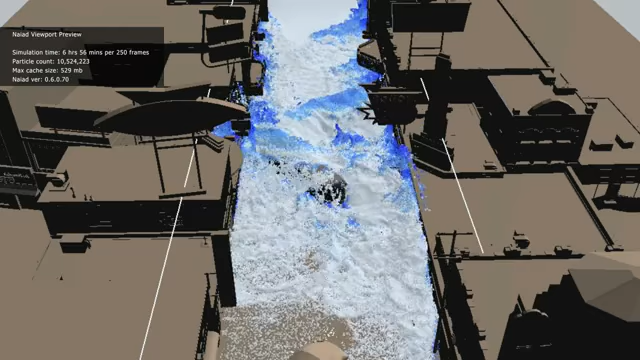 Naiad Viewport Preview
Simulation time: 6 hrs 56 mins per 250 frames
Particle count: 10,524,223
Max cache size: 529 mb
Naiad ver: 0.6.0.70